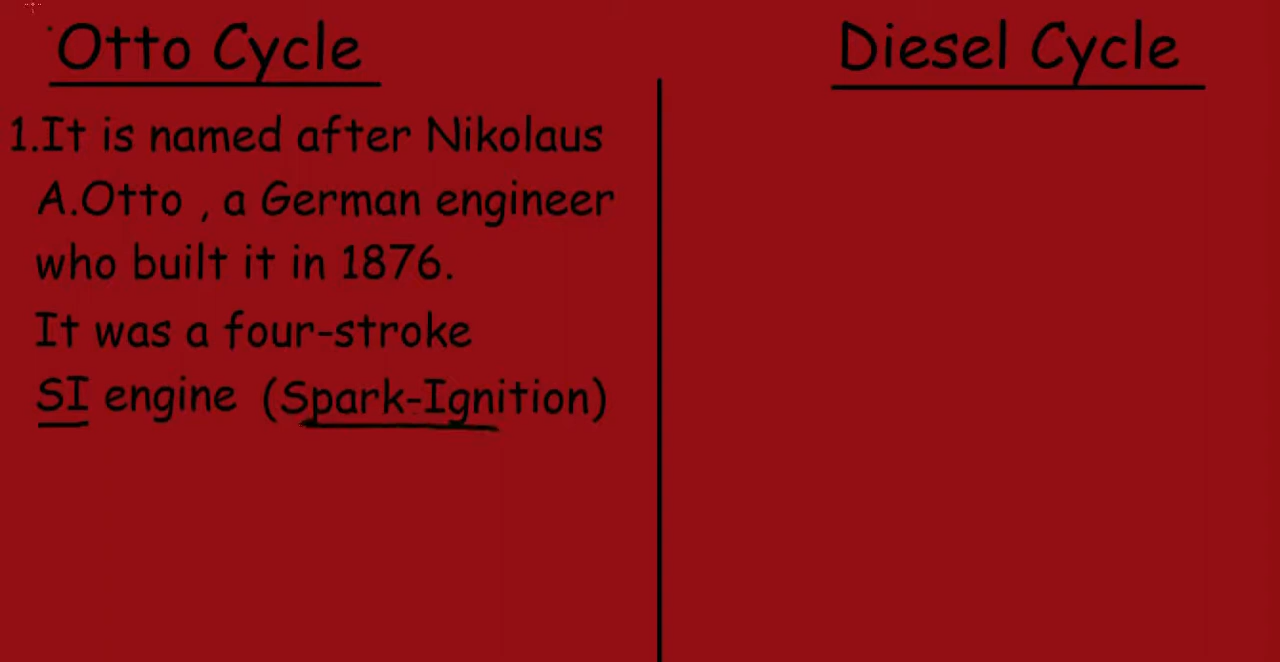 Otto Cycle
Diesel Cycle
1.It is named after Nikolaus
A.Otto , a German engineer
who built it in 1876.
It was a four-stroke
SI engine (Spark-Ignition)